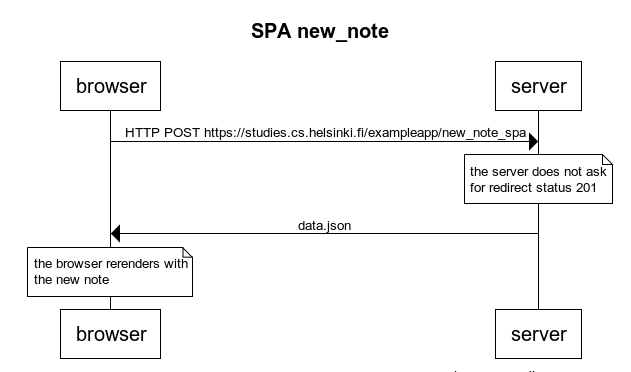 SPA new_note
browser
server
HTTP POST https://studies.cs.helsinki.fi/exampleapp/new_note_spa
the server does not ask
for redirect status 201
data.json
the browser rerenders with
the new note
browser
server